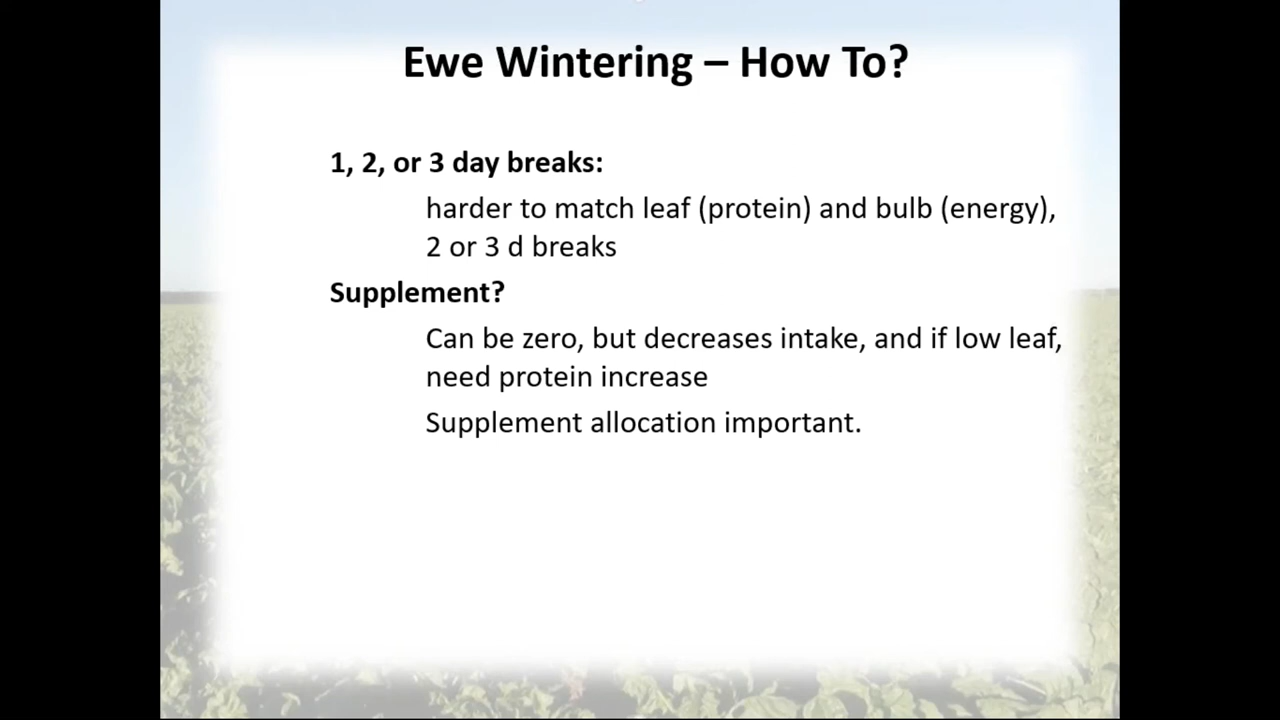 Ewe Wintering – How To?
1, 2, or 3 day breaks:
harder to match leaf (protein) and bulb (energy),
2 or 3 d breaks
Supplement?
Can be zero, but decreases intake, and if low leaf,
need protein increase
Supplement allocation important.